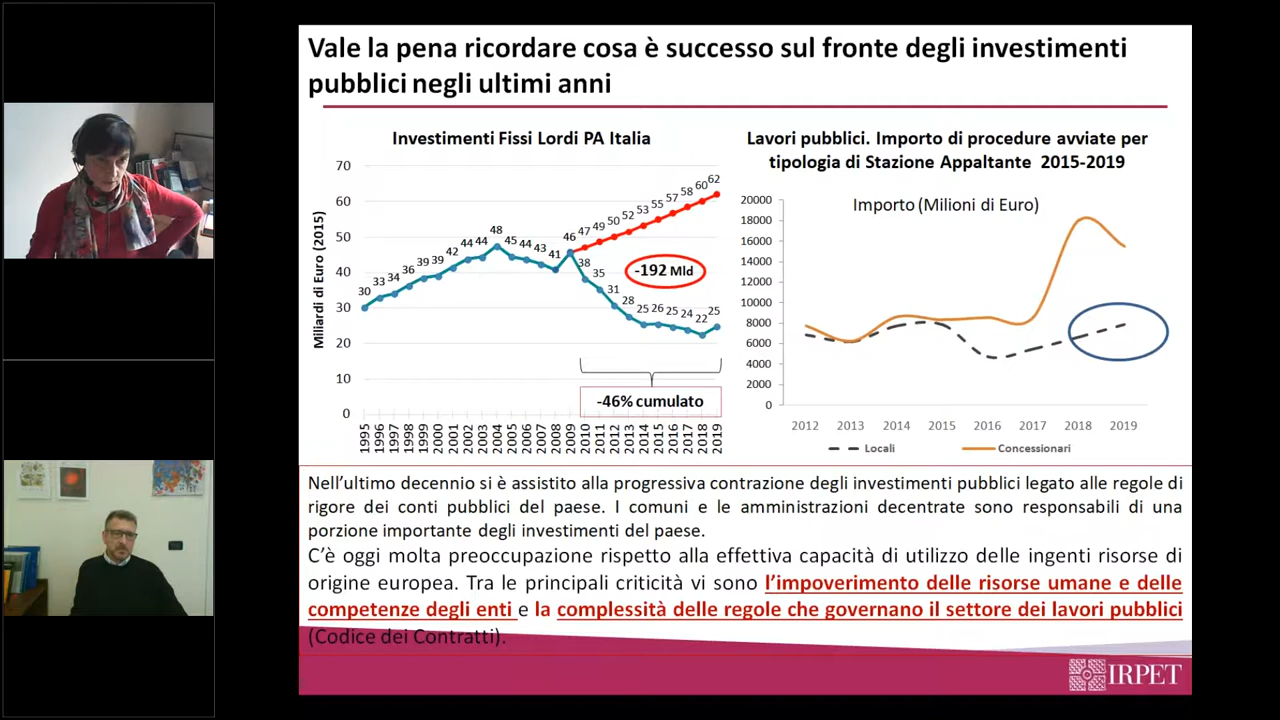 Vale la pena ricordare cosa è successo sul fronte degli investimenti
pubblici negli ultimi anni
Investimenti Fissi Lordi PA Italia
Miliardi di Euro (2015)
70
60
50
40
30
20
10
0
30 33 34 36 39 39 42 44 44 48 45 44 43 41 46 47 49 50 52 53 55 57 58 60 62
38 35 31 28 25 26 25 24 22 25
-192 Mld
-46% cumulato
1995 1996 1997 1998 1999 2000 2001 2002 2003 2004 2005 2006 2007 2008 2009 2010 2011 2012 2013 2014 2015 2016 2017 2018 2019
Lavori pubblici. Importo di procedure avviate per
tipologia di Stazione Appaltante 2015-2019
Importo (Milioni di Euro)
20000
18000
16000
14000
12000
10000
8000
6000
4000
2000
0
2012 2013 2014 2015 2016 2017 2018 2019
Locali Concessionari
Nell’ultimo decennio si è assistito alla progressiva contrazione degli investimenti pubblici legato alle regole di
rigore dei conti pubblici del paese. I comuni e le amministrazioni decentrate sono responsabili di una
porzione importante degli investimenti del paese.
C’è oggi molta preoccupazione rispetto alla effettiva capacità di utilizzo delle ingenti risorse di
origine europea. Tra le principali criticità vi sono l’impoverimento delle risorse umane e delle
competenze degli enti e la complessità delle regole che governano il settore dei lavori pubblici
(Codice dei Contratti).
IRPET